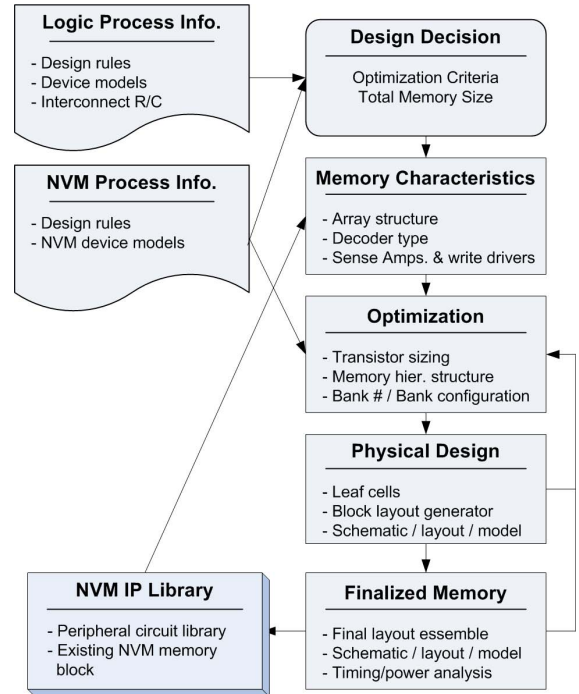 Logic Process Info.
- Design rules
- Device models
- Interconnect R/C
Design Decision
Optimization Criteria
Total Memory Size
NVM Process Info.
- Design rules
- NVM device models
Memory Characteristics
- Array structure
- Decoder type
- Sense Amps. & write drivers
Optimization
- Transistor sizing
- Memory hier. structure
- Bank # / Bank configuration
Physical Design
- Leaf cells
- Block layout generator
- Schematic / layout / model
NVM IP Library
- Peripheral circuit library
- Existing NVM memory
block
Finalized Memory
- Final layout essemble
- Schematic / layout / model
- Timing/power analysis